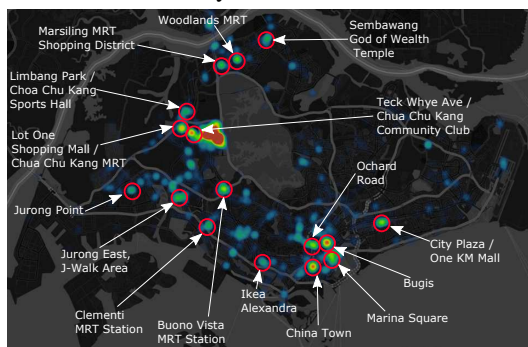 Woodlands MRT
Marsiling MRT
Shopping District
Sembawang
God of Wealth
Temple
Limbang Park /
Choa Chu Kang
Sports Hall
Teck Whye Ave /
Chua Chu Kang
Community Club
Lot One
Shopping Mall /
Chua Chu Kang MRT
Ochard
Road
Jurong Point
City Plaza /
One KM Mall
Jurong East,
J-Walk Area
Bugis
Clementi
MRT Station
Ikea
Alexandra
Marina Square
Buono Vista
MRT Station
China Town